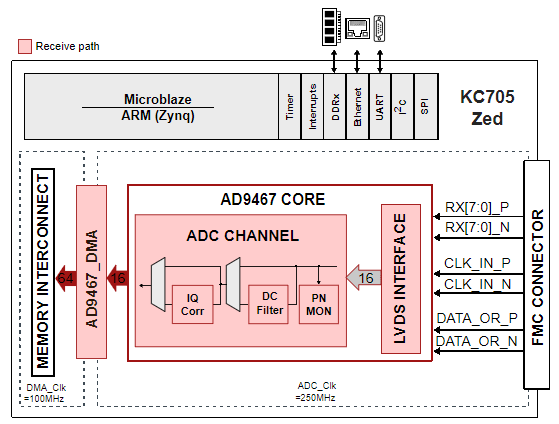 Receive path
Microblaze
ARM (Zynq)
Timer
Interrupts
DDRx
Ethernet
UART
I²C
SPI
KC705
Zed
MEMORY INTERCONNECT
64
AD9467_DMA
16
AD9467 CORE
ADC CHANNEL
IQ
Corr
DC
Filter
PN
MON
16
LVDS INTERFACE
RX[7:0]_P
RX[7:0]_N
CLK_IN_P
CLK_IN_N
DATA_OR_P
DATA_OR_N
FMC CONNECTOR
DMA_Clk
=100MHz
ADC_Clk
=250MHz